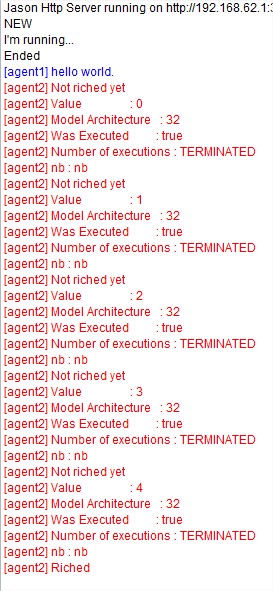 Jason Http Server running on http://192.168.62.1:3
NEW
I'm running...
Ended
[agent1] hello world.
[agent2] Not riched yet
[agent2] Value : 0
[agent2] Model Architecture : 32
[agent2] Was Executed : true
[agent2] Number of executions : TERMINATED
[agent2] nb : nb
[agent2] Not riched yet
[agent2] Value : 1
[agent2] Model Architecture : 32
[agent2] Was Executed : true
[agent2] Number of executions : TERMINATED
[agent2] nb : nb
[agent2] Not riched yet
[agent2] Value : 2
[agent2] Model Architecture : 32
[agent2] Was Executed : true
[agent2] Number of executions : TERMINATED
[agent2] nb : nb
[agent2] Not riched yet
[agent2] Value : 3
[agent2] Model Architecture : 32
[agent2] Was Executed : true
[agent2] Number of executions : TERMINATED
[agent2] nb : nb
[agent2] Not riched yet
[agent2] Value : 4
[agent2] Model Architecture : 32
[agent2] Was Executed : true
[agent2] Number of executions : TERMINATED
[agent2] nb : nb
[agent2] Riched